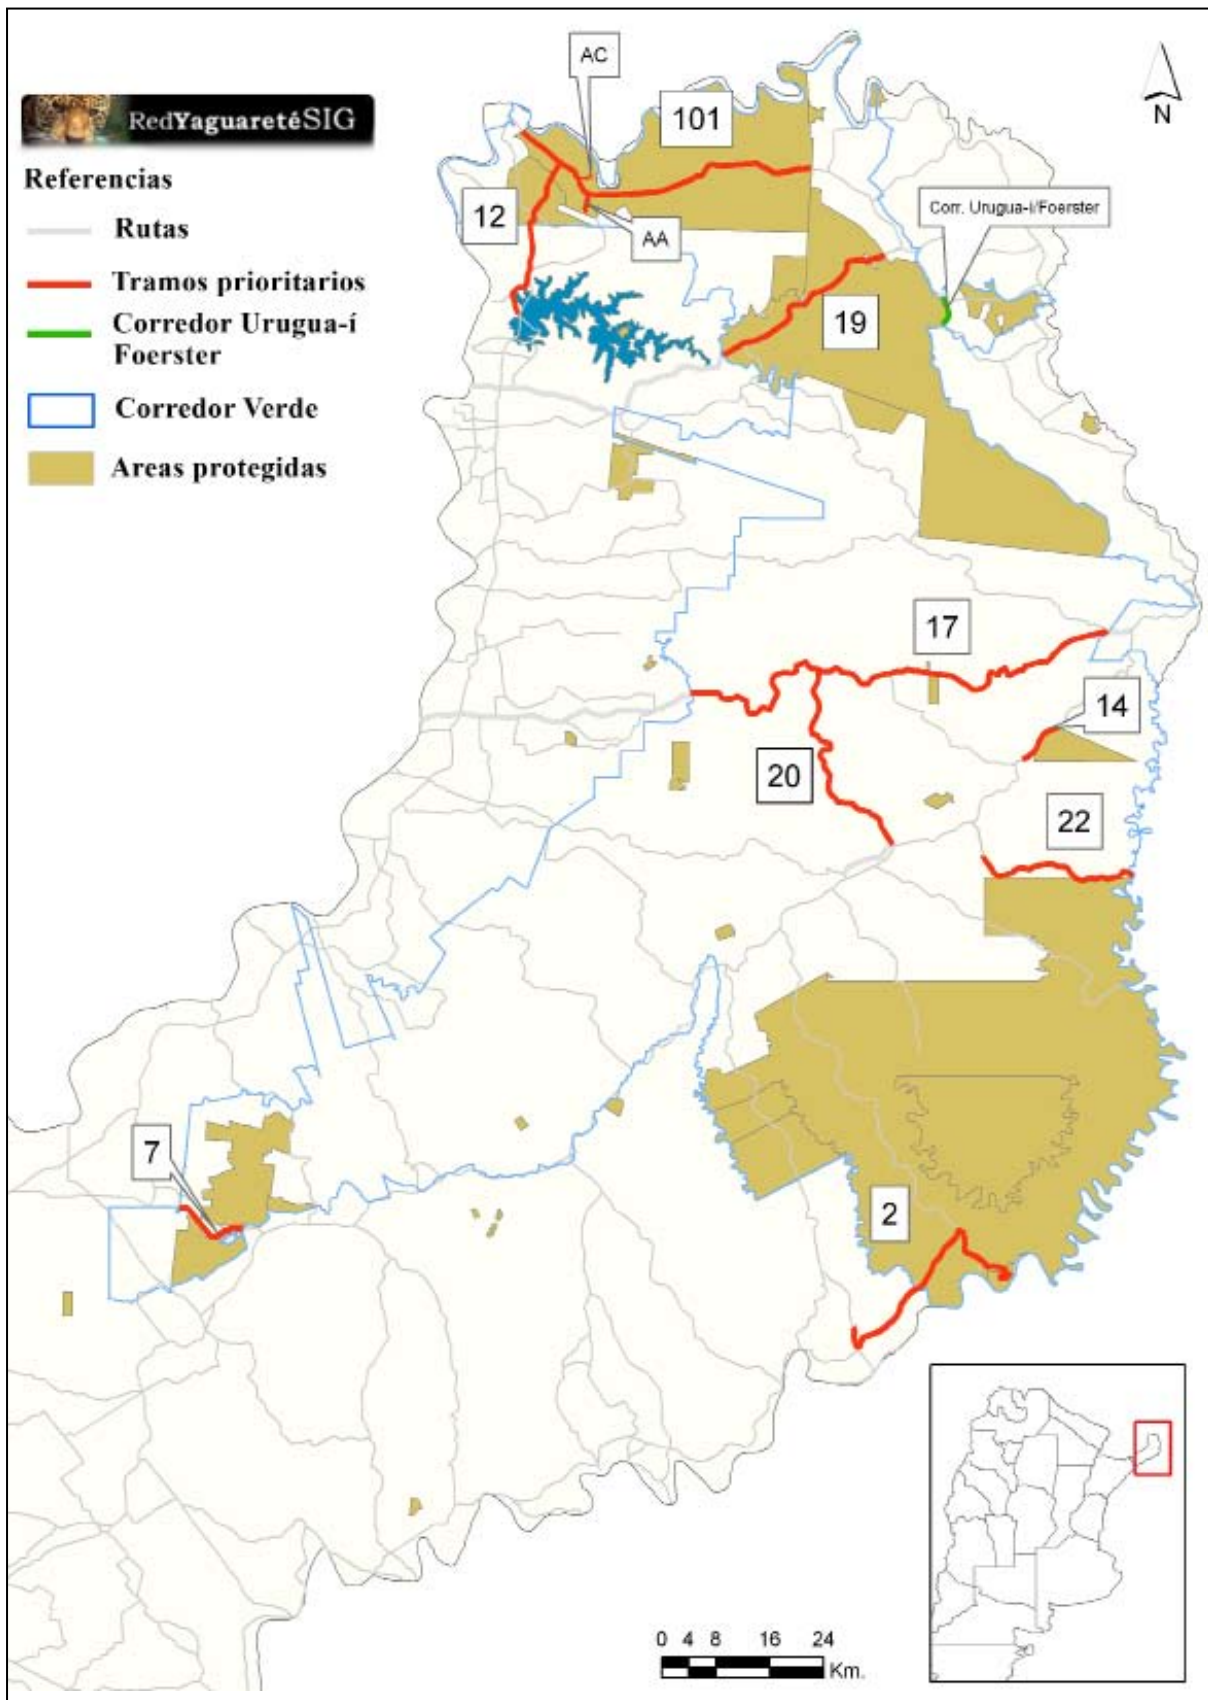 AC
RedYaguaretéSIG
101
N
Referencias
Corr. Urugua-í/Foerster
12
Rutas
AA
Tramos prioritarios
19
Corredor Urugua-í
Foerster
Corredor Verde
Areas protegidas
17
14
20
22
7
2
0 4 8 16 24
Km.